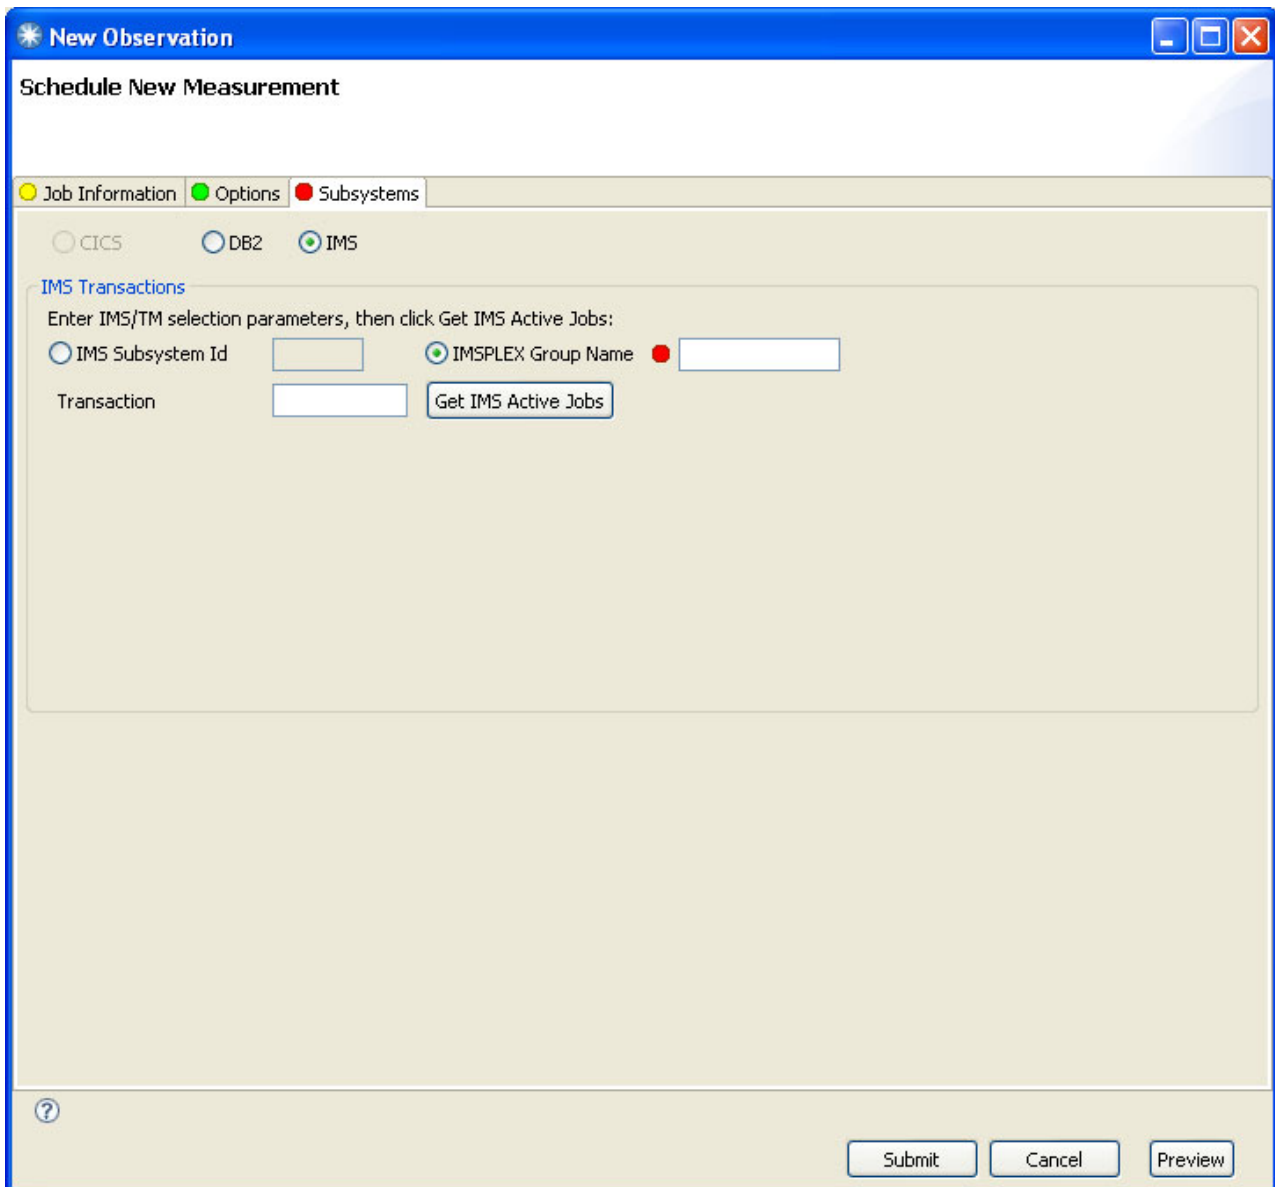 New Observation
Schedule New Measurement
Job Information Options Subsystems
CICS DB2 IMS
IMS Transactions
Enter IMS/TM selection parameters, then click Get IMS Active Jobs:
IMS Subsystem Id IMSPLEX Group Name
Transaction Get IMS Active Jobs
?
Submit Cancel Preview